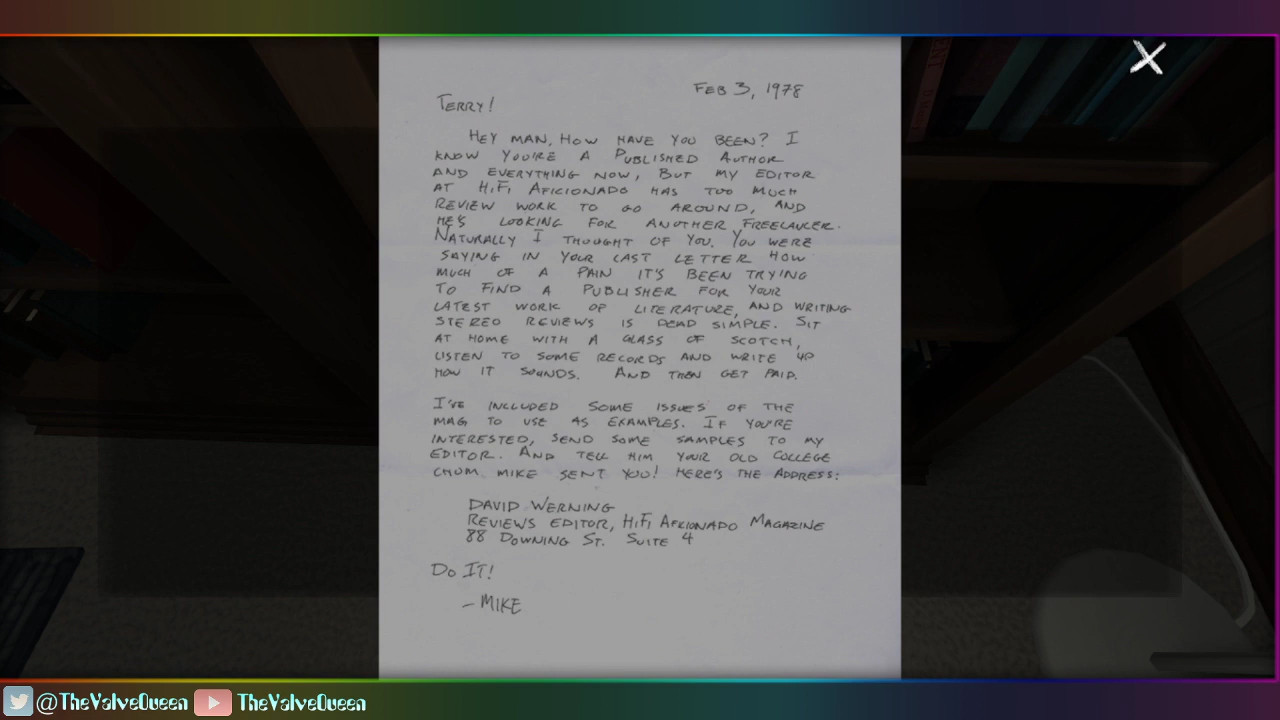 FEB 3, 1978
TERRY!
HEY MAN, HOW HAVE YOU BEEN? I
KNOW YOU'RE A PUBLISHED AUTHOR
AND EVERYTHING NOW, BUT MY EDITOR
AT HIFI AFICIONADO HAS TOO MUCH
REVIEW WORK TO GO AROUND, AND
HE'S LOOKING FOR ANOTHER FREELANCER.
NATURALLY I THOUGHT OF YOU. YOU WERE
SAYING IN YOUR LAST LETTER HOW
MUCH OF A PAIN IT'S BEEN TRYING
TO FIND A PUBLISHER FOR YOUR
LATEST WORK OF LITERATURE, AND WRITING
STEREO REVIEWS IS DEAD SIMPLE. SIT
AT HOME WITH A GLASS OF SCOTCH,
LISTEN TO SOME RECORDS AND WRITE UP
HOW IT SOUNDS. AND THEN GET PAID.
I'VE INCLUDED SOME ISSUES OF THE
MAG TO USE AS EXAMPLES. IF YOU'RE
INTERESTED, SEND SOME SAMPLES TO MY
EDITOR. AND TELL HIM YOUR OLD COLLEGE
CHUM MIKE SENT YOU! HERE'S THE ADDRESS:
DAVID WERNING
REVIEWS EDITOR, HIFI AFICIONADO MAGAZINE
88 DOWNING ST. SUITE 4
DO IT!
- MIKE
@TheValveQueen TheValveQueen